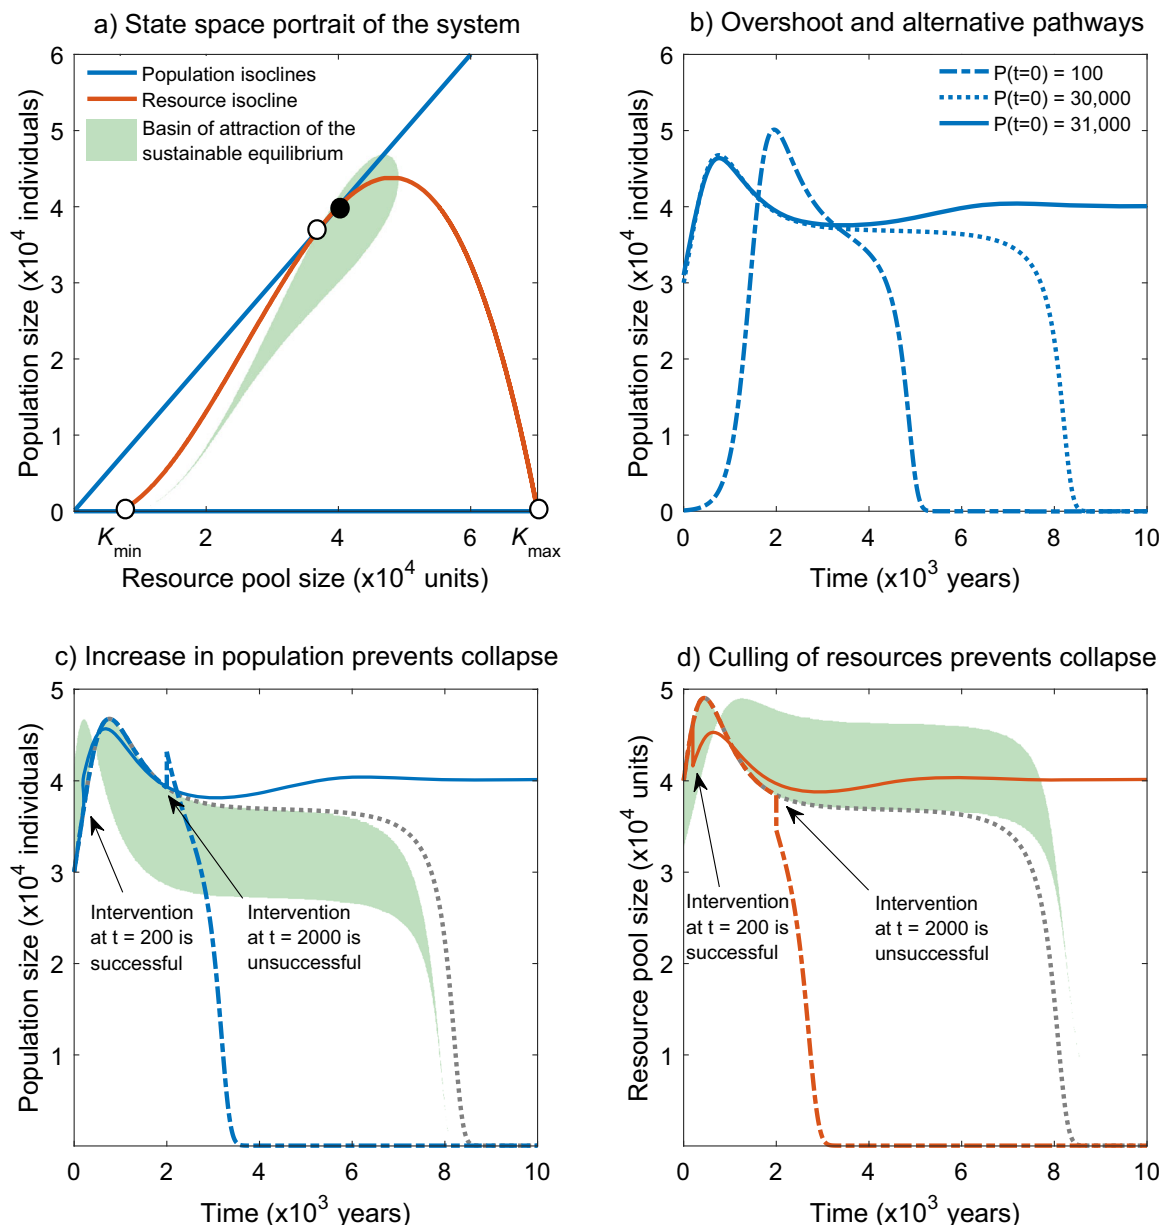 a) State space portrait of the system
Population size (x10^4 individuals)
6
5
4
3
2
1
0
Population isoclines
Resource isocline
Basin of attraction of the
sustainable equilibrium
K_min
2
4
6
K_max
Resource pool size (x10^4 units)
b) Overshoot and alternative pathways
Population size (x10^4 individuals)
6
5
4
3
2
1
0
P(t=0) = 100
P(t=0) = 30,000
P(t=0) = 31,000
0
2
4
6
8
10
Time (x10^3 years)
c) Increase in population prevents collapse
Population size (x10^4 individuals)
5
4
3
2
1
Intervention
at t = 200 is
successful
Intervention
at t = 2000 is
unsuccessful
0
2
4
6
8
10
Time (x10^3 years)
d) Culling of resources prevents collapse
Resource pool size (x10^4 units)
5
4
3
2
1
Intervention
at t = 200 is
successful
Intervention
at t = 2000 is
unsuccessful
0
2
4
6
8
10
Time (x10^3 years)